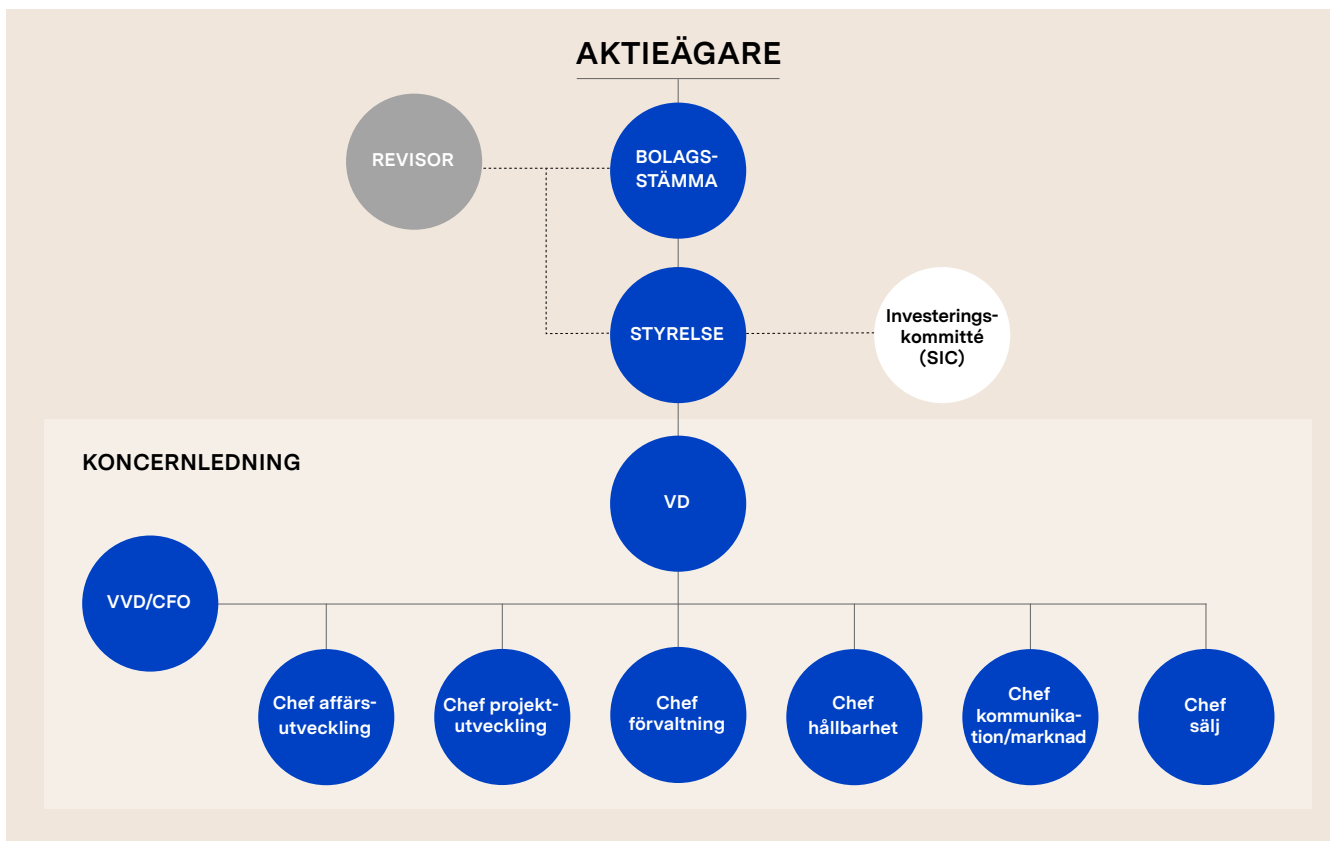 AKTIEÄGARE
REVISOR
BOLAGS-
STÄMMA
STYRELSE
Investerings-
kommitté
(SIC)
KONCERNLEDNING
VD
VVD/CFO
Chef affärs-
utveckling
Chef projekt-
utveckling
Chef
förvaltning
Chef
hållbarhet
Chef
kommunika-
tion/marknad
Chef
sälj